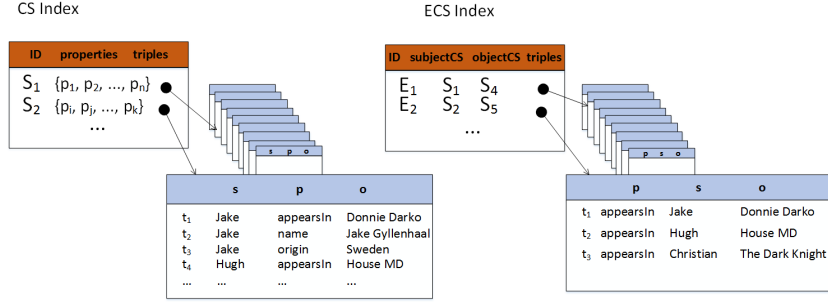 CS Index
ID properties triples
S1 {p1, p2, ..., pn}
S2 {pi, pj, ..., pk}
...
s p o
s p o
t1 Jake appearsIn Donnie Darko
t2 Jake name Jake Gyllenhaal
t3 Jake origin Sweden
t4 Hugh appearsIn House MD
... ... ... ...
ECS Index
ID subjectCS objectCS triples
E1 S1 S4
E2 S2 S5
...
p s o
p s o
t1 appearsIn Jake Donnie Darko
t2 appearsIn Hugh House MD
t3 appearsIn Christian The Dark Knight